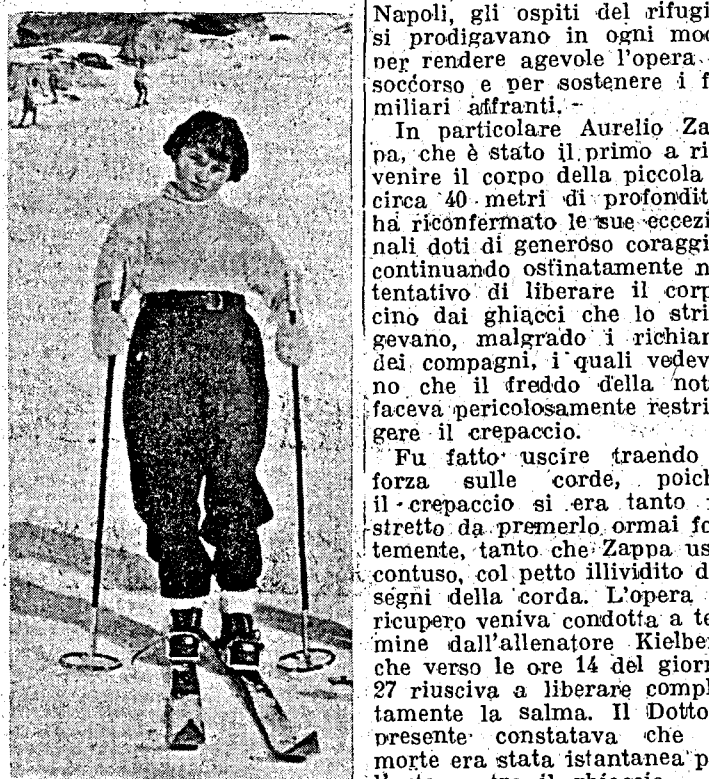 Napoli, gli ospiti del rifugi
si prodigavano in ogni mod
per rendere agevole l'opera
soccorso e per sostenere i f
miliari affranti.
In particolare Aurelio Za
pa, che è stato il primo a ri
venire il corpo della piccola
circa 40 metri di profondit
ha riconfermato le sue eccezi
nali doti di generoso coraggi
continuando ostinatamente n
tentativo di liberare il corp
cino dai ghiacci che lo stri
gevano, malgrado i richiam
dei compagni, i quali vedev
no che il freddo della not
faceva pericolosamente restri
gere il crepaccio.
Fu fatto uscire traendo
forza sulle corde, poich
il crepaccio si era tanto
stretto da premerlo ormai fo
temente, tanto che Zappa us
contuso, col petto illividito d
segni della corda. L'opera
ricupero veniva condotta a te
mine dall'allenatore Kielbe
che verso le ore 14 del giorn
27 riusciva a liberare compl
tamente la salma. Il Dotto
presente constatava che
morte era stata istantanea p